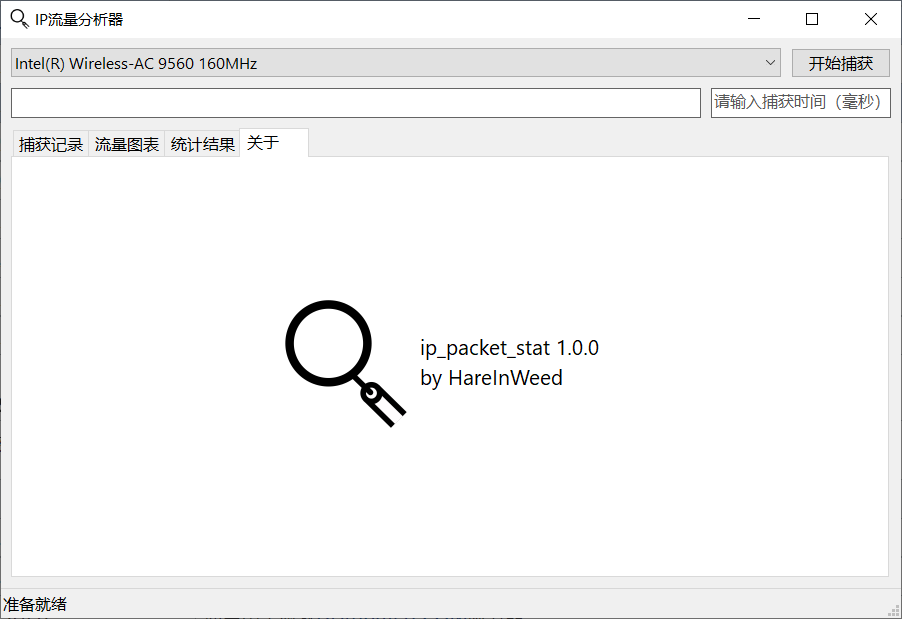 IP流量分析器
Intel(R) Wireless-AC 9560 160MHz
开始捕获
请输入捕获时间（毫秒）
捕获记录 流量图表 统计结果 关于
ip_packet_stat 1.0.0
by HareInWeed
准备就绪